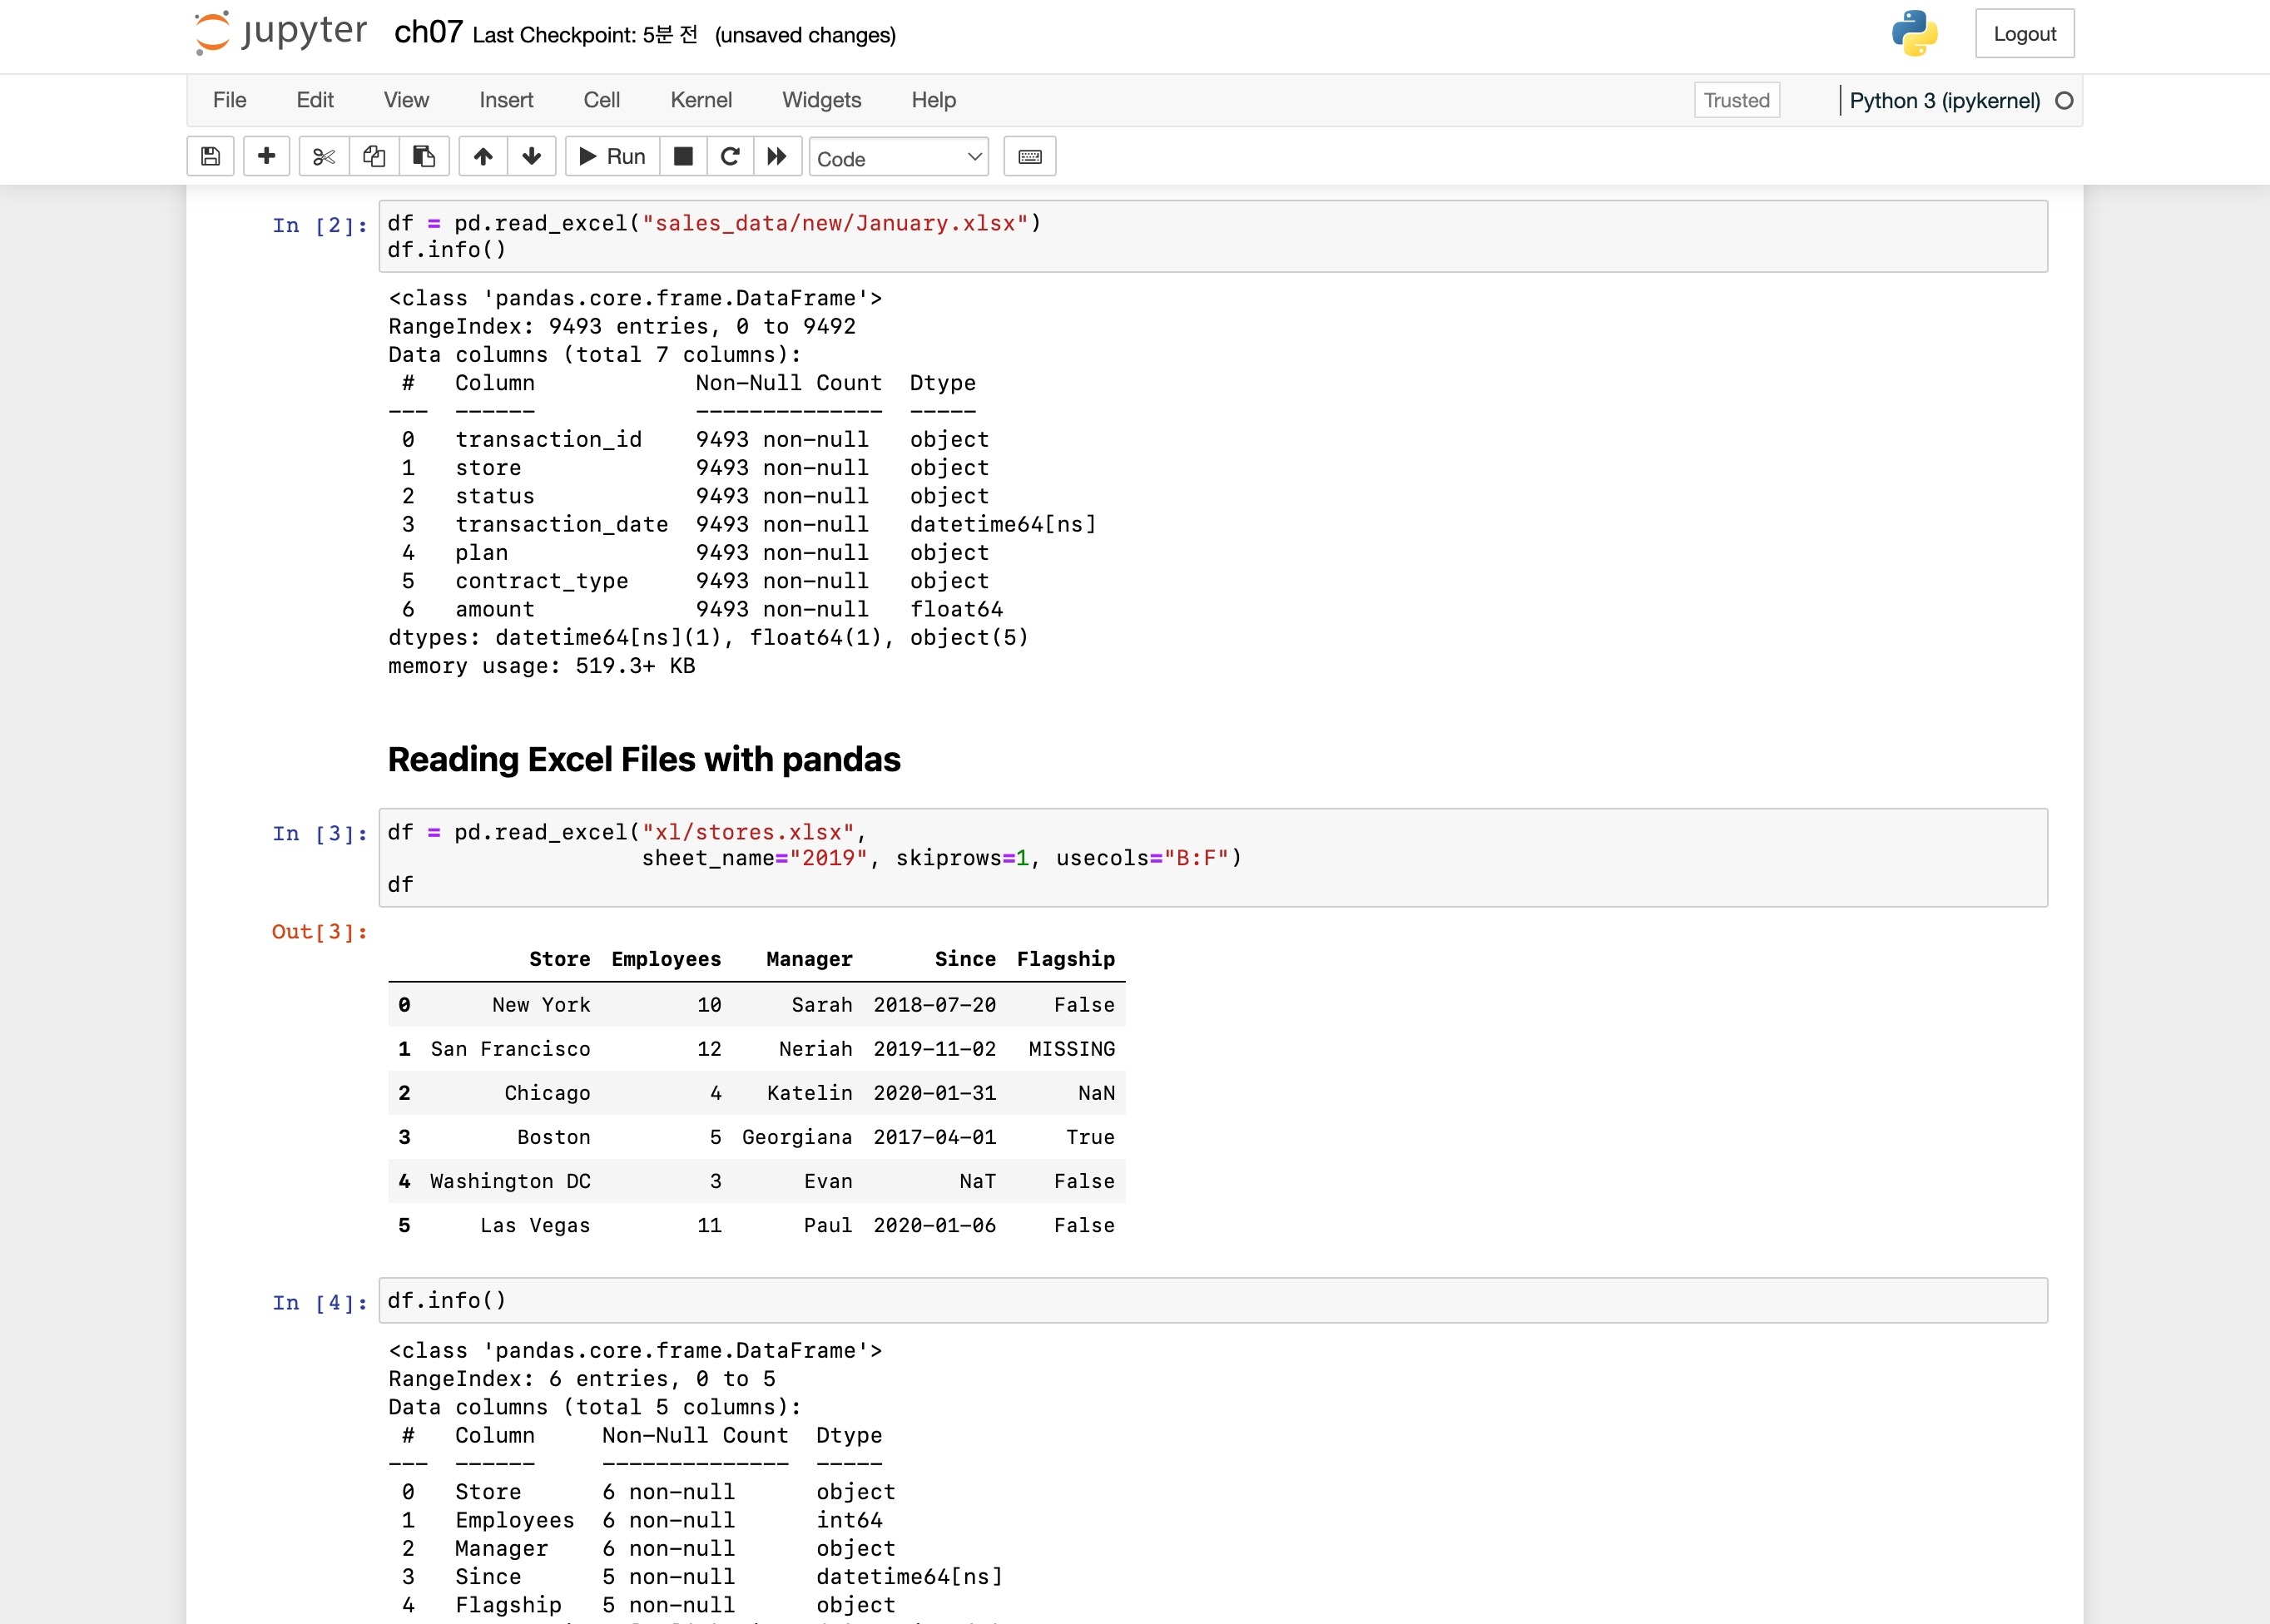 jupyter ch07 Last Checkpoint: 5분 전 (unsaved changes) Logout
File Edit View Insert Cell Kernel Widgets Help Trusted Python 3 (ipykernel)
Run Code
In [2]: df = pd.read_excel("sales_data/new/January.xlsx")
df.info()
<class 'pandas.core.frame.DataFrame'>
RangeIndex: 9493 entries, 0 to 9492
Data columns (total 7 columns):
# Column Non-Null Count Dtype
--- ------ -------------- -----
0 transaction_id 9493 non-null object
1 store 9493 non-null object
2 status 9493 non-null object
3 transaction_date 9493 non-null datetime64[ns]
4 plan 9493 non-null object
5 contract_type 9493 non-null object
6 amount 9493 non-null float64
dtypes: datetime64[ns](1), float64(1), object(5)
memory usage: 519.3+ KB
Reading Excel Files with pandas
In [3]: df = pd.read_excel("xl/stores.xlsx",
sheet_name="2019", skiprows=1, usecols="B:F")
df
Out[3]:
Store Employees Manager Since Flagship
0 New York 10 Sarah 2018-07-20 False
1 San Francisco 12 Neriah 2019-11-02 MISSING
2 Chicago 4 Katelin 2020-01-31 NaN
3 Boston 5 Georgiana 2017-04-01 True
4 Washington DC 3 Evan NaT False
5 Las Vegas 11 Paul 2020-01-06 False
In [4]: df.info()
<class 'pandas.core.frame.DataFrame'>
RangeIndex: 6 entries, 0 to 5
Data columns (total 5 columns):
# Column Non-Null Count Dtype
--- ------ -------------- -----
0 Store 6 non-null object
1 Employees 6 non-null int64
2 Manager 6 non-null object
3 Since 5 non-null datetime64[ns]
4 Flagship 5 non-null object